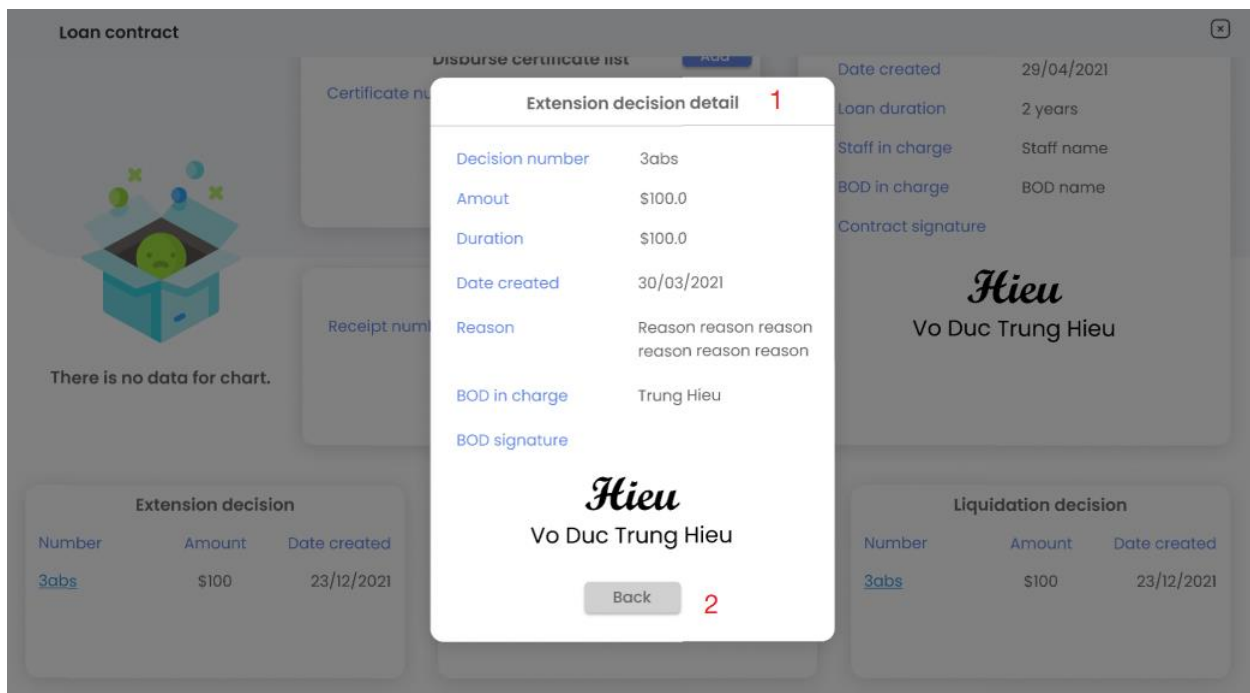 Loan contract
Disburse certificate list
Add
Certificate nu
Date created 29/04/2021
Loan duration 2 years
Staff in charge Staff name
BOD in charge BOD name
Contract signature
Hieu
Vo Duc Trung Hieu
There is no data for chart.
Receipt numb
Extension decision detail 1
Decision number 3abs
Amout $100.0
Duration $100.0
Date created 30/03/2021
Reason Reason reason reason
reason reason reason
BOD in charge Trung Hieu
BOD signature
Hieu
Vo Duc Trung Hieu
Back 2
Extension decision
Number Amount Date created
3abs $100 23/12/2021
Liquidation decision
Number Amount Date created
3abs $100 23/12/2021